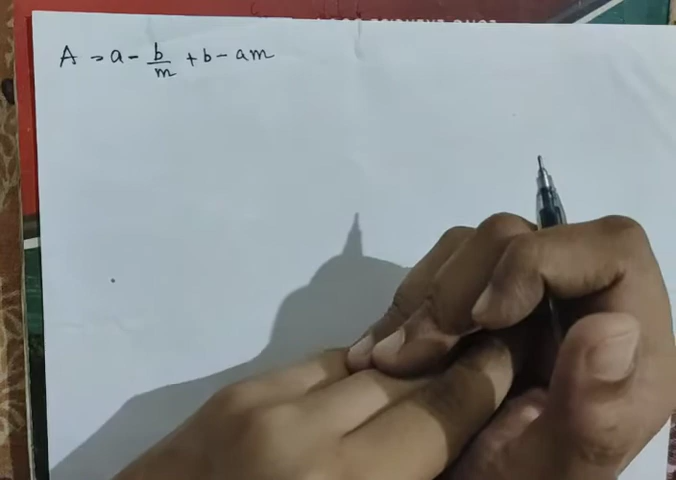 A = a - b/m + b - am